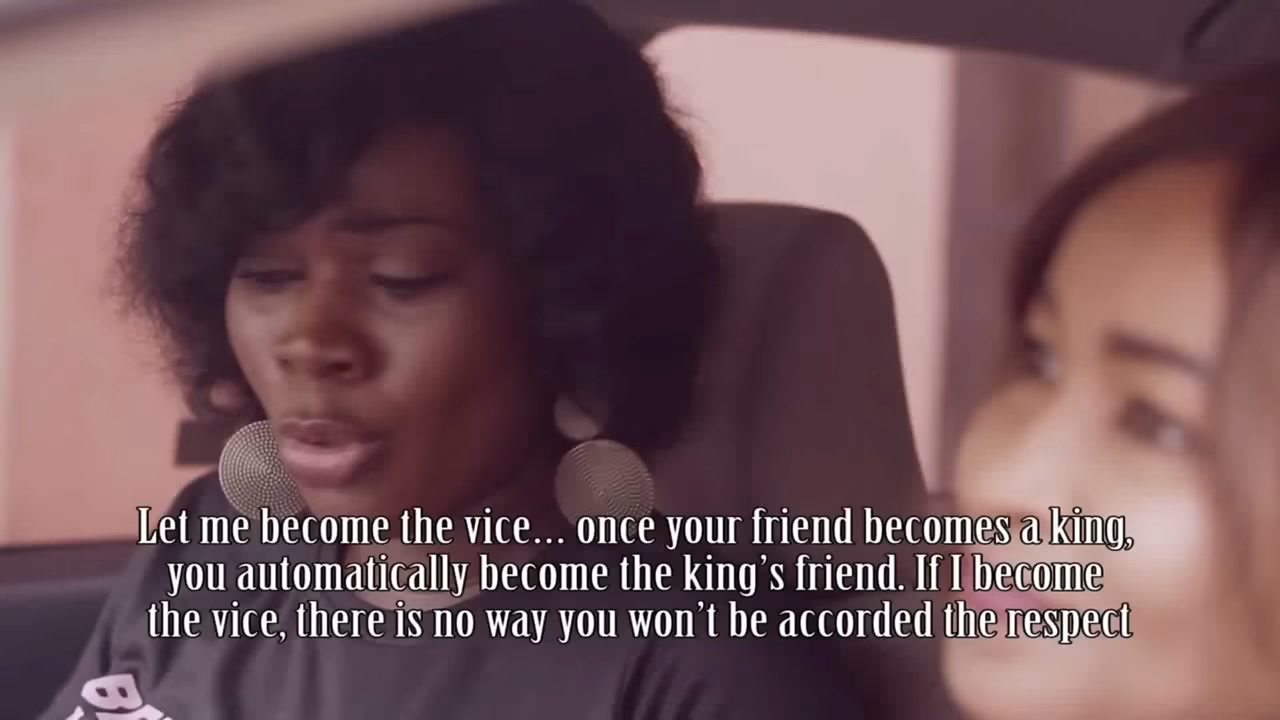 Let me become the vice... once your friend becomes a king,
you automatically become the king's friend. If I become
the vice, there is no way you won't be accorded the respect